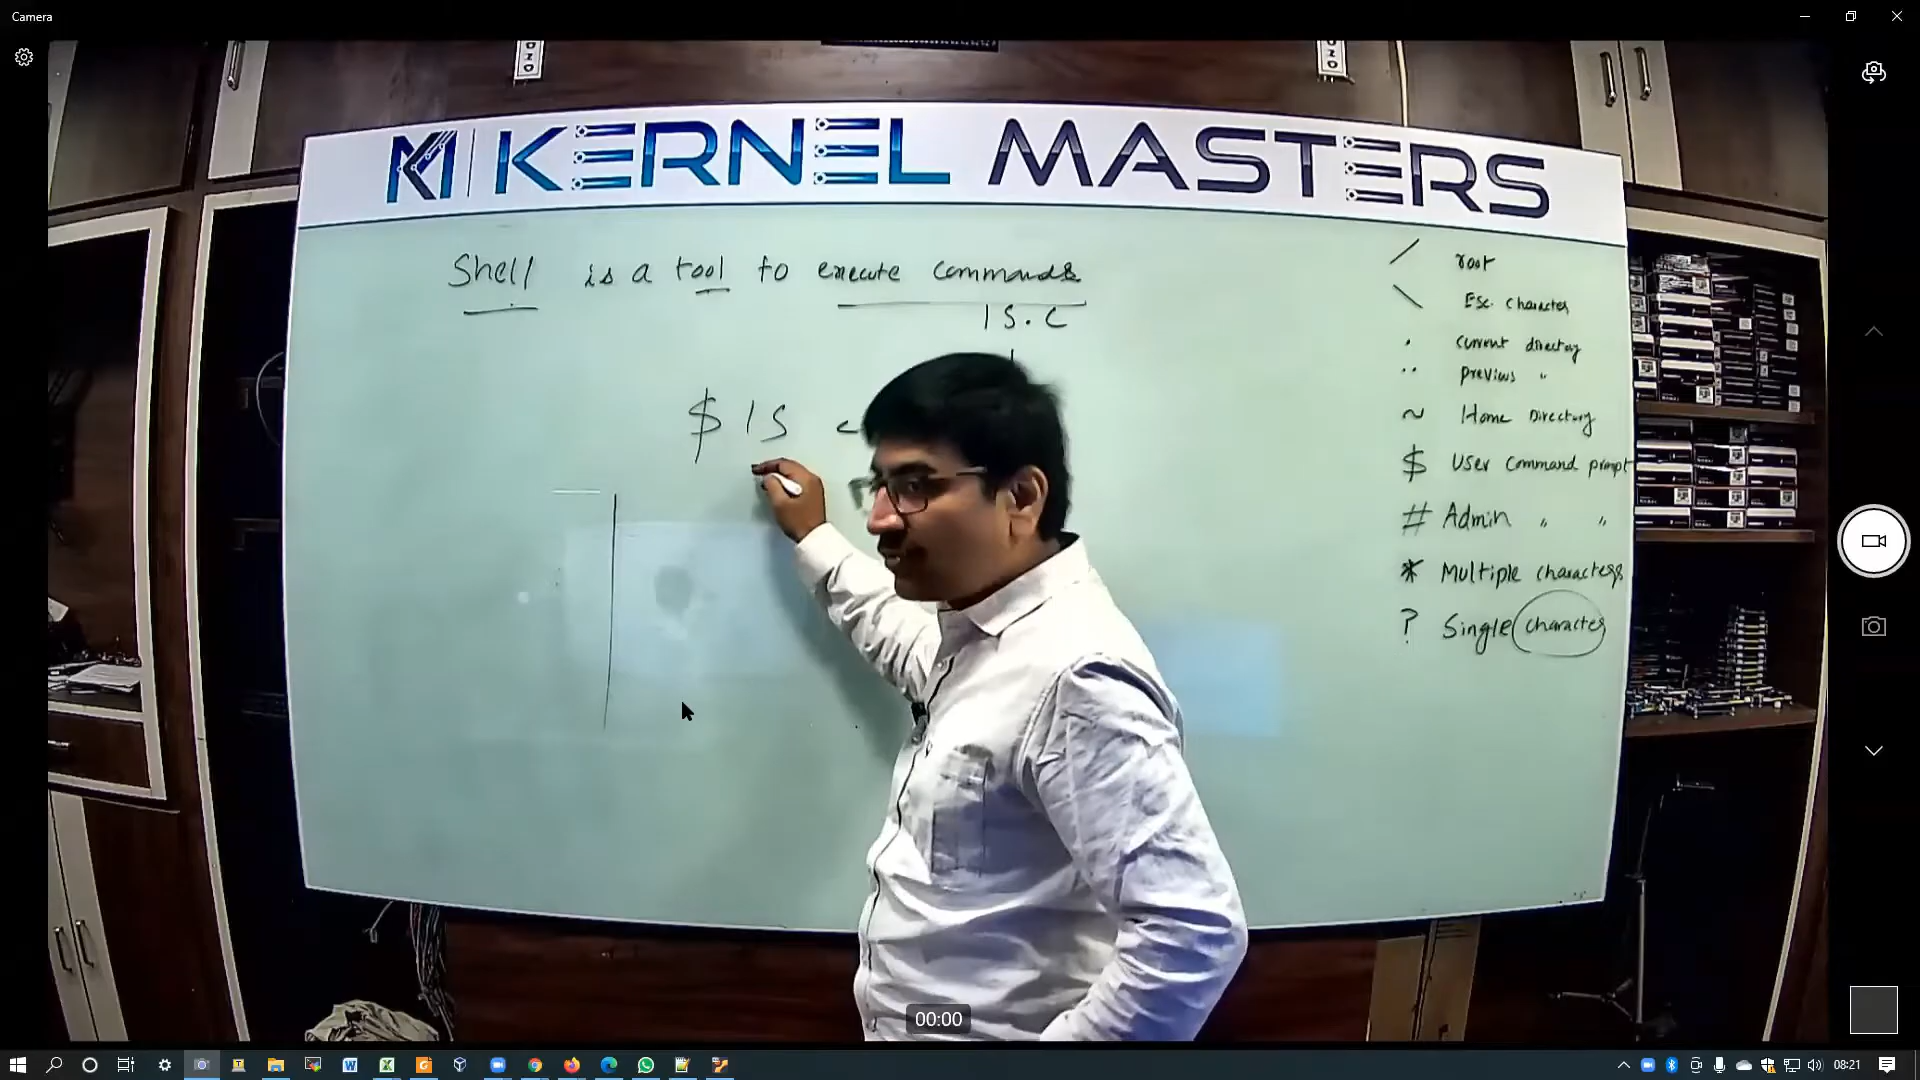 Camera
KERNEL MASTERS
Shell is a tool to execute commands
ls.c
$ ls
/ root
\ Esc. character
. current directory
.. previous "
~ Home Directory
$ User Command prompt
# Admin " "
* Multiple characters
? Single character
00:00
08:21